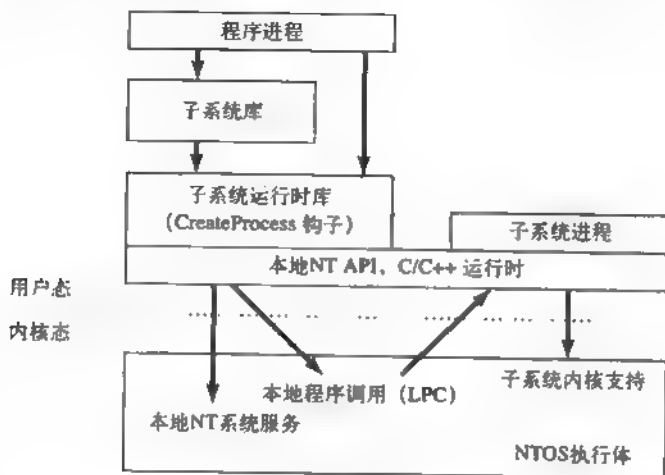 程序进程
子系统库
子系统运行时库
（CreateProcess 钩子）
子系统进程
本地NT API，C/C++ 运行时
用户态
内核态
子系统内核支持
本地程序调用（LPC）
本地NT系统服务
NTOS执行体